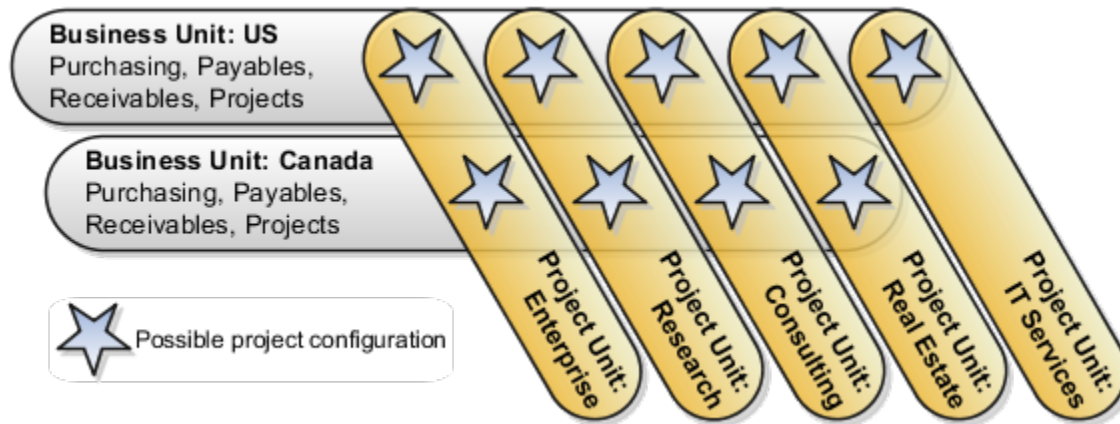 Business Unit: US
Purchasing, Payables,
Receivables, Projects
Business Unit: Canada
Purchasing, Payables,
Receivables, Projects
Possible project configuration
Project Unit:
Enterprise
Project Unit:
Research
Project Unit:
Consulting
Project Unit:
Real Estate
Project Unit:
IT Services